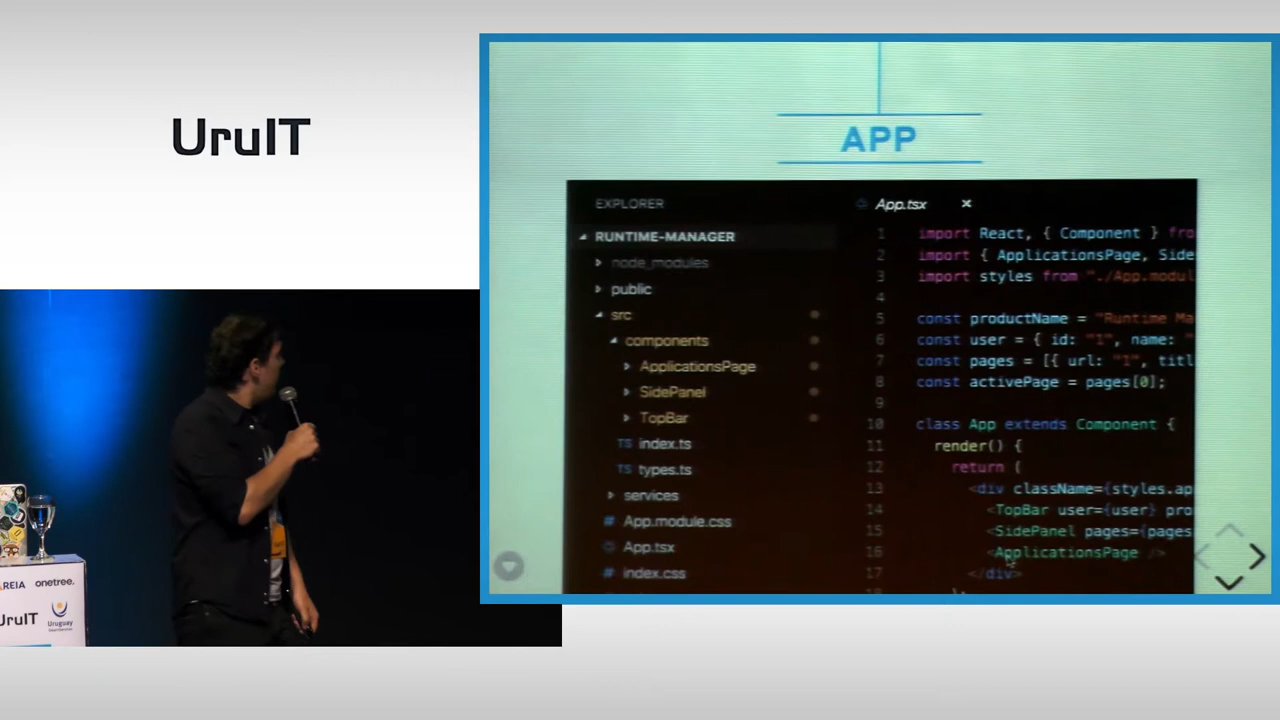 UruIT
APP
EXPLORER
App.tsx ×
RUNTIME-MANAGER
node_modules
public
src
components
ApplicationsPage
SidePanel
TopBar
TS index.ts
TS types.ts
services
# App.module.css
App.tsx
# index.css
1 import React, { Component } fro
2 import { ApplicationsPage, Side
3 import styles from "./App.modul
4
5 const productName = "Runtime Ma
6 const user = { id: "1", name: "
7 const pages = [{ url: "1", titl
8 const activePage = pages[0];
9
10 class App extends Component {
11 render() {
12 return (
13 <div className={styles.ap
14 <TopBar user={user} pro
15 <SidePanel pages={pages
16 <ApplicationsPage />
17 </div>
REIA onetree.
UruIT Uruguay